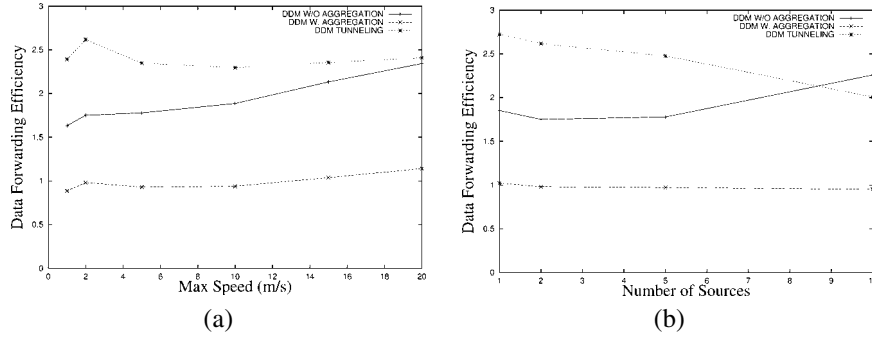 DDM W/O AGGREGATION
DDM W. AGGREGATION
DDM TUNNELING
3
2.5
2
1.5
1
0.5
0
Data Forwarding Efficiency
0 2 4 6 8 10 12 14 16 18 20
Max Speed (m/s)
(a)
DDM W/O AGGREGATION
DDM W. AGGREGATION
DDM TUNNELING
3
2.5
2
1.5
1
0.5
0
Data Forwarding Efficiency
1 2 3 4 5 6 7 8 9
Number of Sources
(b)